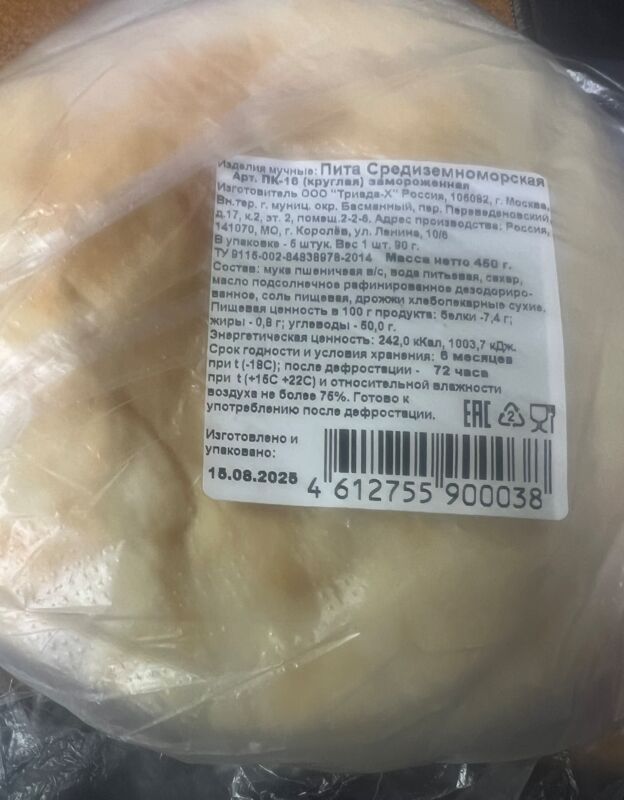 Изделия мучные: Пита Средиземноморская
Арт. ПК-16 (круглая) замороженная
Изготовитель ООО "Триада-Х" Россия, 105082, г. Москва,
Вн.тер. г. муниц. окр. Басманный, пер. Переведеновский,
д.17, к.2, эт. 2, помещ.2-2-6. Адрес производства: Россия,
141070, МО, г. Королёв, ул. Ленина, 10/6
В упаковке - 5 штук. Вес 1 шт. 90 г.
ТУ 9115-002-84838978-2014 Масса нетто 450 г.
Состав: мука пшеничная в/с, вода питьевая, сахар,
масло подсолнечное рафинированное дезодориро-
ванное, соль пищевая, дрожжи хлебопекарные сухие.
Пищевая ценность в 100 г продукта: белки -7,4 г;
жиры - 0,8 г; углеводы - 50,0 г.
Энергетическая ценность: 242,0 кКал, 1003,7 кДж.
Срок годности и условия хранения: 6 месяцев
при t (-18С); после дефростации - 72 часа
при t (+15С +22С) и относительной влажности
воздуха не более 75%. Готово к
употреблению после дефростации.
EAC 2
Изготовлено и
упаковано:
15.08.2025
4 612755 900038